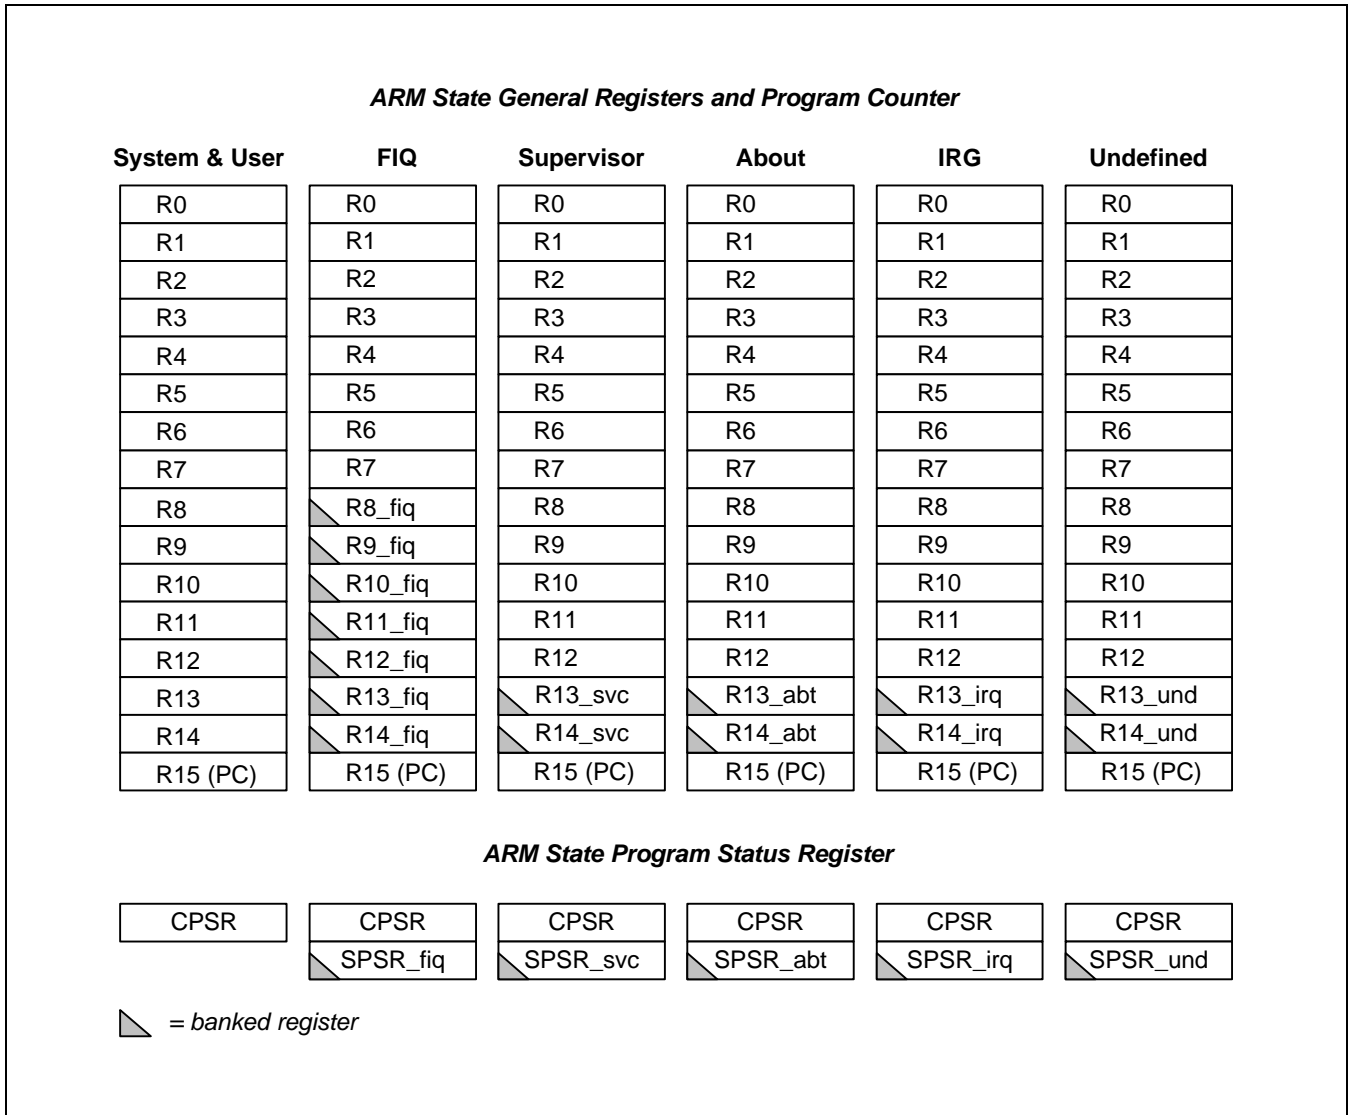 ARM State General Registers and Program Counter
System & User FIQ Supervisor About IRG Undefined
R0 R0 R0 R0 R0 R0
R1 R1 R1 R1 R1 R1
R2 R2 R2 R2 R2 R2
R3 R3 R3 R3 R3 R3
R4 R4 R4 R4 R4 R4
R5 R5 R5 R5 R5 R5
R6 R6 R6 R6 R6 R6
R7 R7 R7 R7 R7 R7
R8 R8_fiq R8 R8 R8 R8
R9 R9_fiq R9 R9 R9 R9
R10 R10_fiq R10 R10 R10 R10
R11 R11_fiq R11 R11 R11 R11
R12 R12_fiq R12 R12 R12 R12
R13 R13_fiq R13_svc R13_abt R13_irq R13_und
R14 R14_fiq R14_svc R14_abt R14_irq R14_und
R15 (PC) R15 (PC) R15 (PC) R15 (PC) R15 (PC) R15 (PC)
ARM State Program Status Register
CPSR CPSR CPSR CPSR CPSR CPSR
SPSR_fiq SPSR_svc SPSR_abt SPSR_irq SPSR_und
= banked register